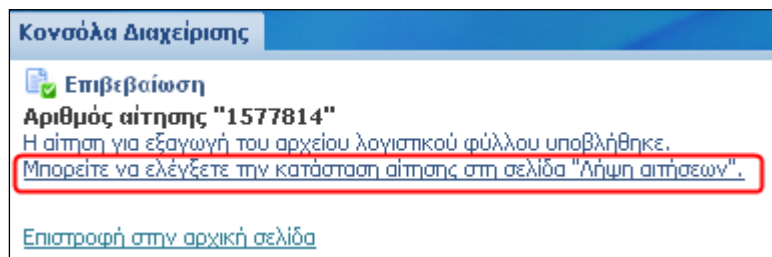 Κονσόλα Διαχείρισης
Επιβεβαίωση
Αριθμός αίτησης "1577814"
Η αίτηση για εξαγωγή του αρχείου λογιστικού φύλλου υποβλήθηκε.
Μπορείτε να ελέγξετε την κατάσταση αίτησης στη σελίδα "Λήψη αιτήσεων".
Επιστροφή στην αρχική σελίδα